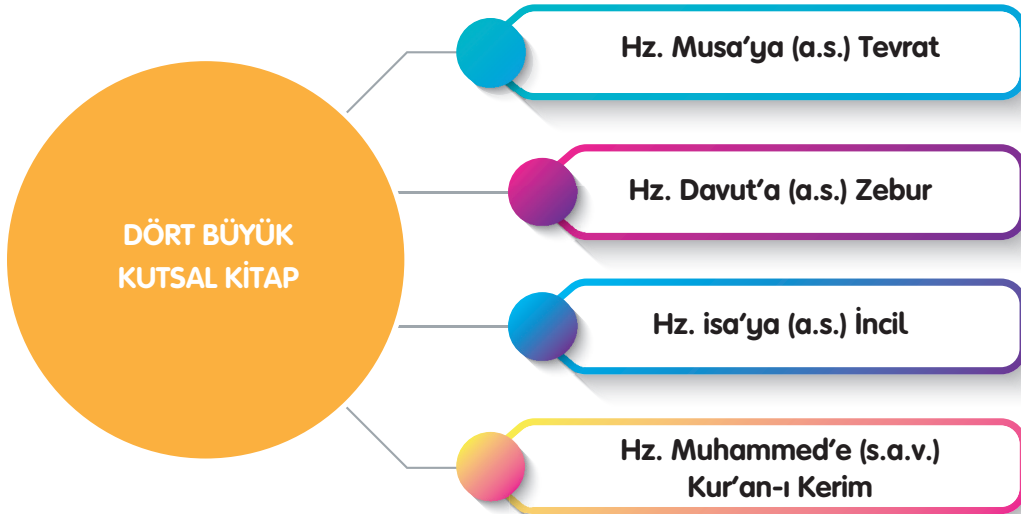 DÖRT BÜYÜK
KUTSAL KİTAP
Hz. Musa’ya (a.s.) Tevrat
Hz. Davut’a (a.s.) Zebur
Hz. isa’ya (a.s.) İncil
Hz. Muhammed’e (s.a.v.)
Kur’an-ı Kerim